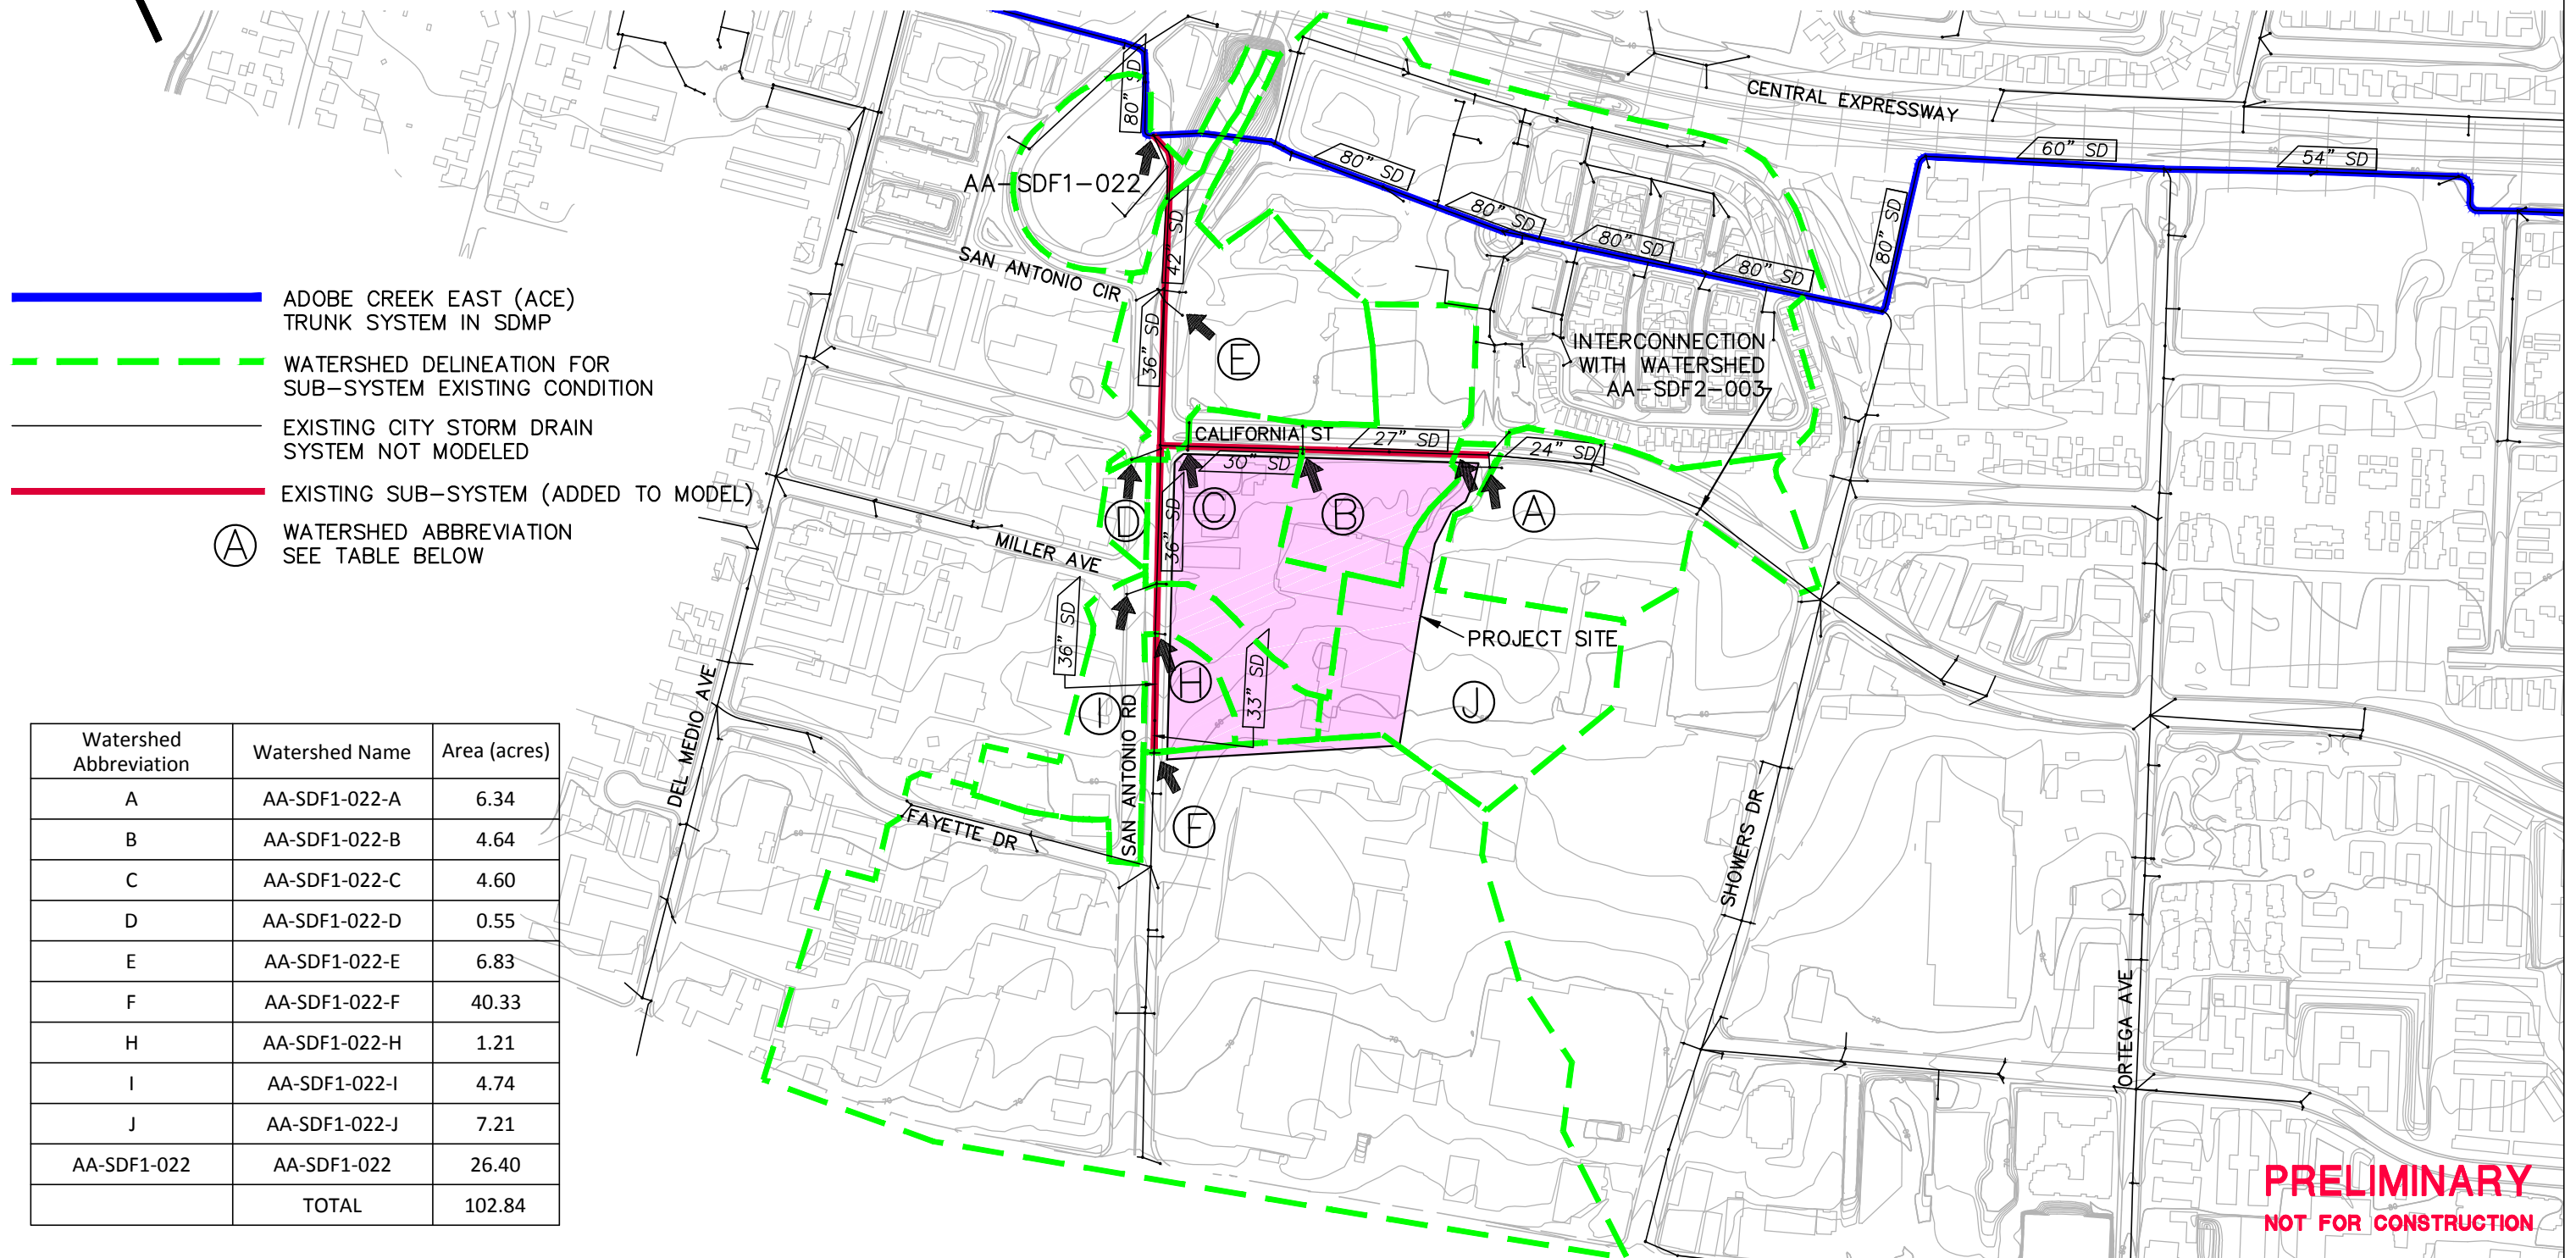 ADOBE CREEK EAST (ACE)
TRUNK SYSTEM IN SDMP
WATERSHED DELINEATION FOR
SUB-SYSTEM EXISTING CONDITION
EXISTING CITY STORM DRAIN
SYSTEM NOT MODELED
EXISTING SUB-SYSTEM (ADDED TO MODEL)
A
WATERSHED ABBREVIATION
SEE TABLE BELOW
80" SD
AA-SDF1-022
42" SD
SAN ANTONIO CIR
36" SD
E
80" SD
80" SD
80" SD
80" SD
CENTRAL EXPRESSWAY
60" SD
54" SD
80" SD
INTERCONNECTION
WITH WATERSHED
AA-SDF2-003
CALIFORNIA ST
27" SD
24" SD
30" SD
D
36" SD
C
B
A
MILLER AVE
36" SD
PROJECT SITE
H
33" SD
I
J
SAN ANTONIO RD
F
DEL MEDIO AVE
FAYETTE DR
SHOWERS DR
ORTEGA AVE
Watershed Abbreviation Watershed Name Area (acres)
A AA-SDF1-022-A 6.34
B AA-SDF1-022-B 4.64
C AA-SDF1-022-C 4.60
D AA-SDF1-022-D 0.55
E AA-SDF1-022-E 6.83
F AA-SDF1-022-F 40.33
H AA-SDF1-022-H 1.21
I AA-SDF1-022-I 4.74
J AA-SDF1-022-J 7.21
AA-SDF1-022 AA-SDF1-022 26.40
TOTAL 102.84
PRELIMINARY
NOT FOR CONSTRUCTION